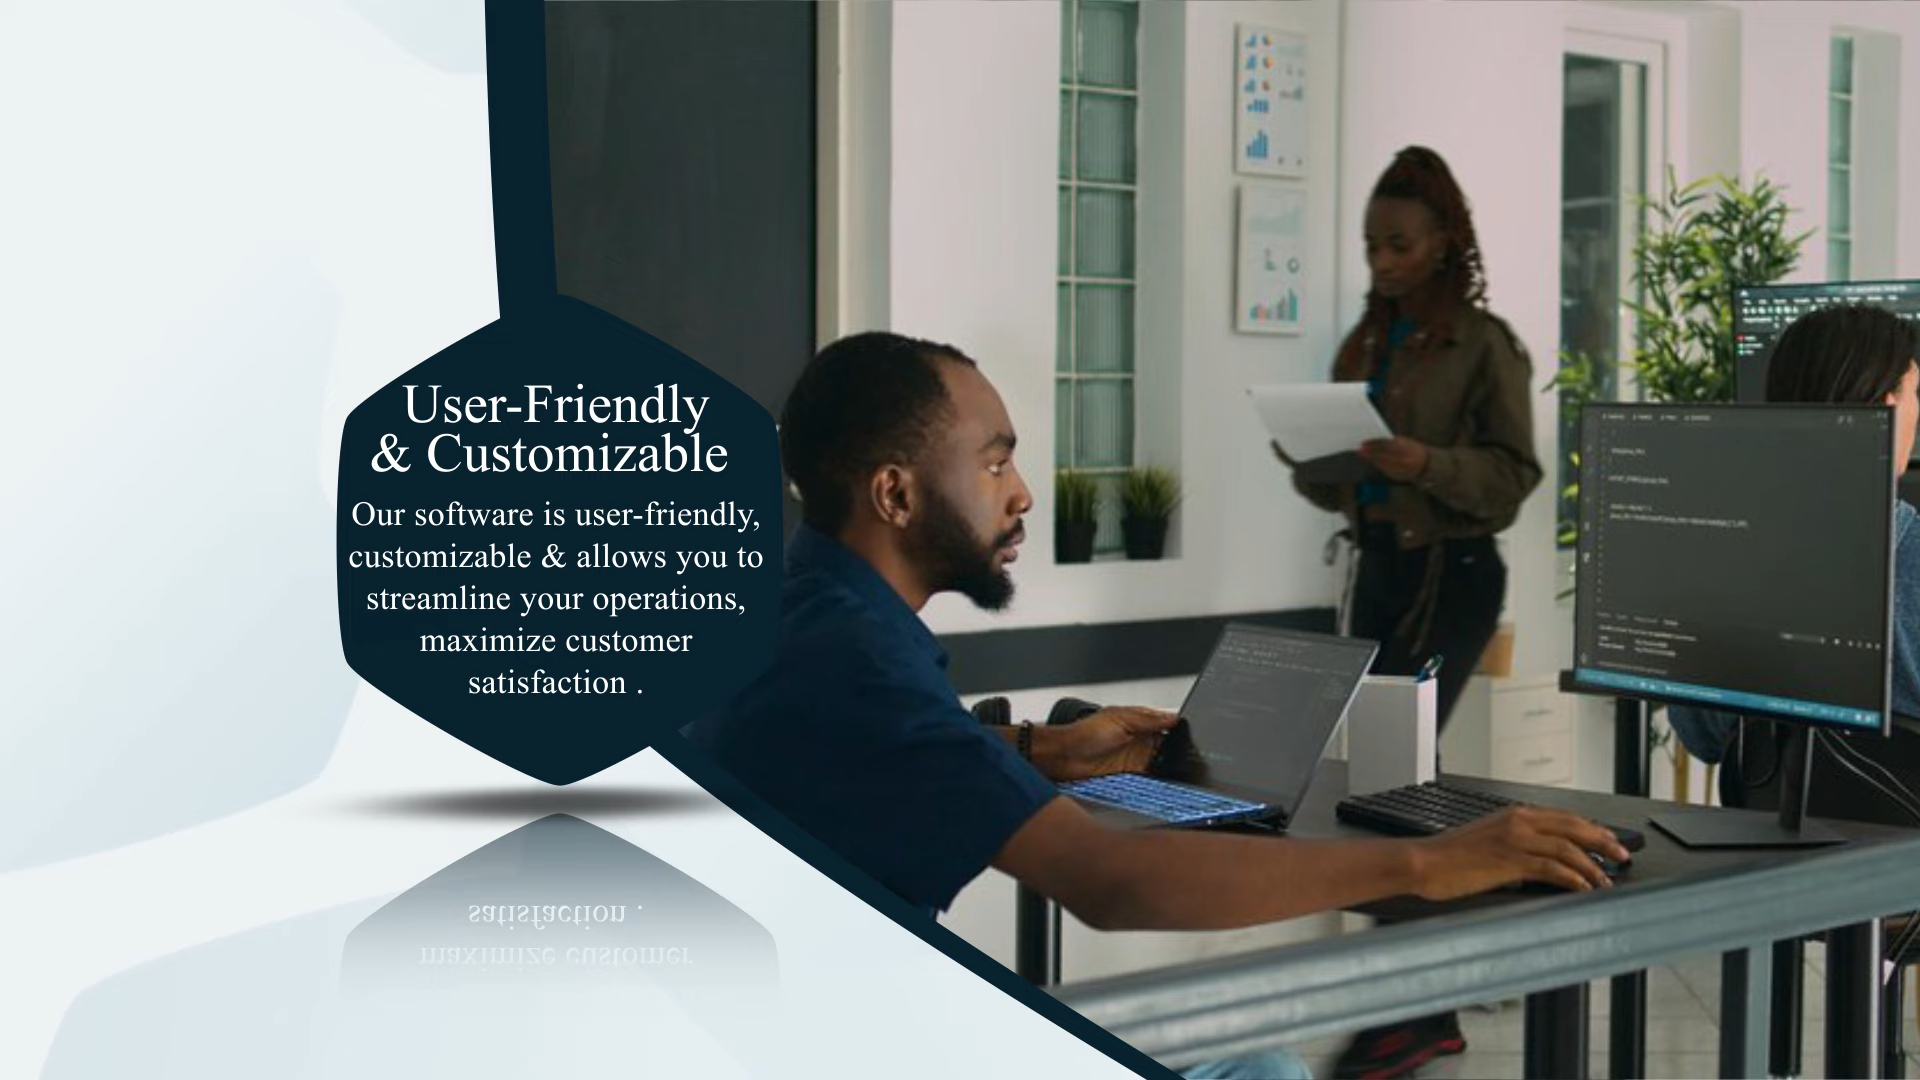 User-Friendly
& Customizable
Our software is user-friendly,
customizable & allows you to
streamline your operations,
maximize customer
satisfaction .